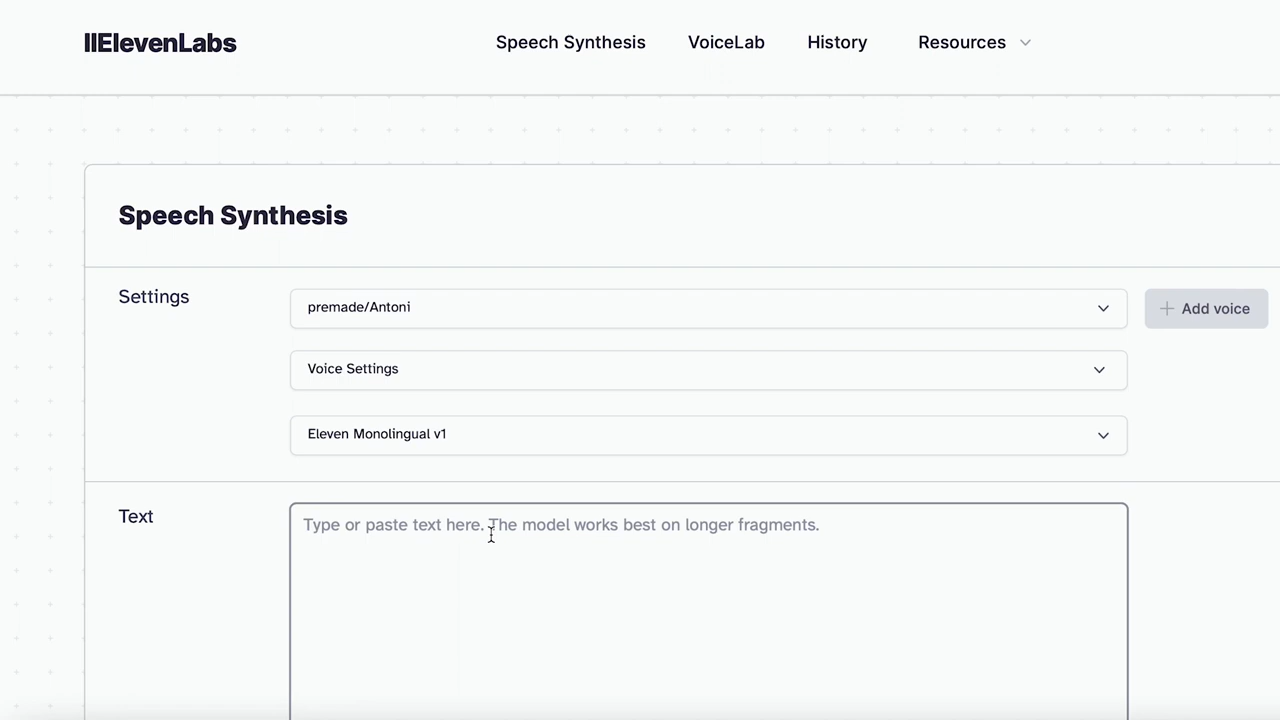 IIElevenLabs Speech Synthesis VoiceLab History Resources
Speech Synthesis
Settings premade/Antoni Add voice
Voice Settings
Eleven Monolingual v1
Text
Type or paste text here. The model works best on longer fragments.